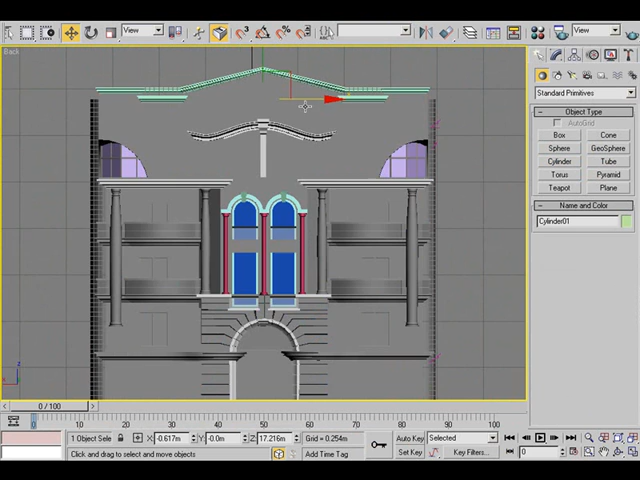 View
View
Back
Standard Primitives
Object Type
AutoGrid
Box
Cone
Sphere
GeoSphere
Cylinder
Tube
Torus
Pyramid
Teapot
Plane
Name and Color
Cylinder01
z
x
0 / 100
0 10 20 30 40 50 60 70 80 90 100
1 Object Sele
X: -0.617m
Y: -0.0m
Z: 17.216m
Grid = 0.254m
Auto Key
Selected
Click and drag to select and move objects
Add Time Tag
Set Key
Key Filters...
0